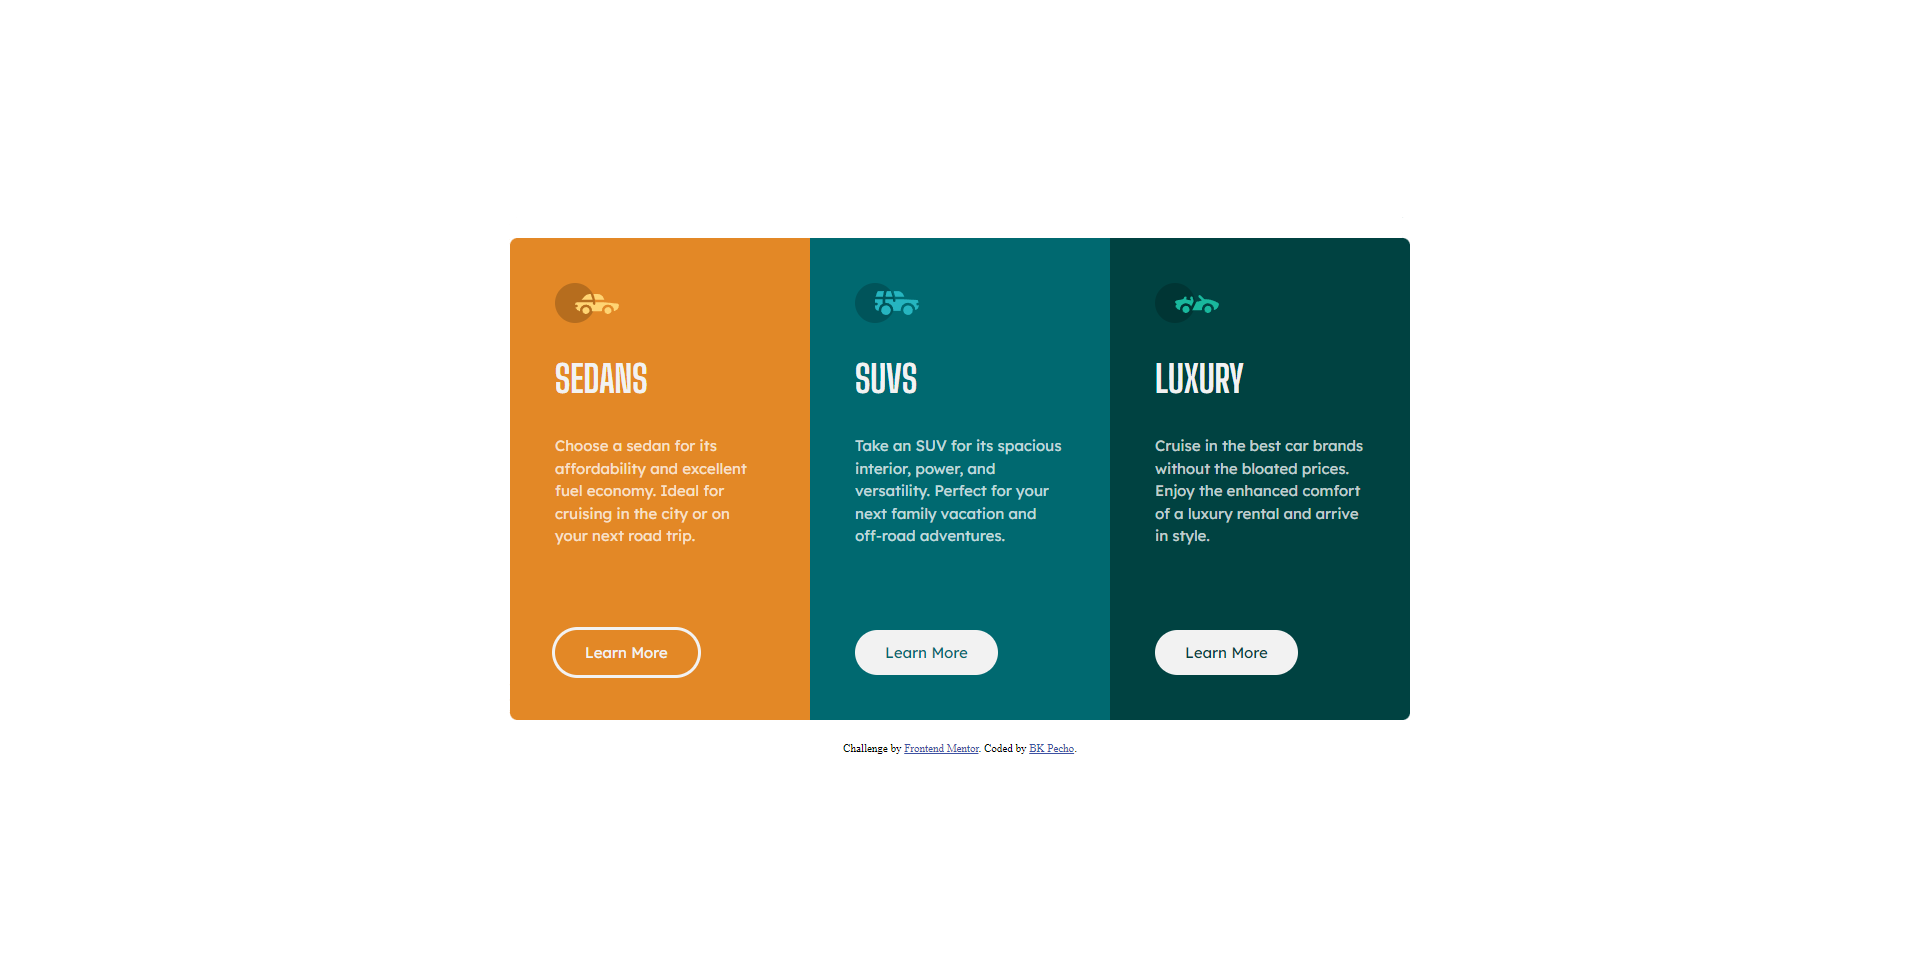 SEDANS
Choose a sedan for its
affordability and excellent
fuel economy. Ideal for
cruising in the city or on
your next road trip.
Learn More
SUVS
Take an SUV for its spacious
interior, power, and
versatility. Perfect for your
next family vacation and
off-road adventures.
Learn More
LUXURY
Cruise in the best car brands
without the bloated prices.
Enjoy the enhanced comfort
of a luxury rental and arrive
in style.
Learn More
Challenge by Frontend Mentor. Coded by BK Pecho.